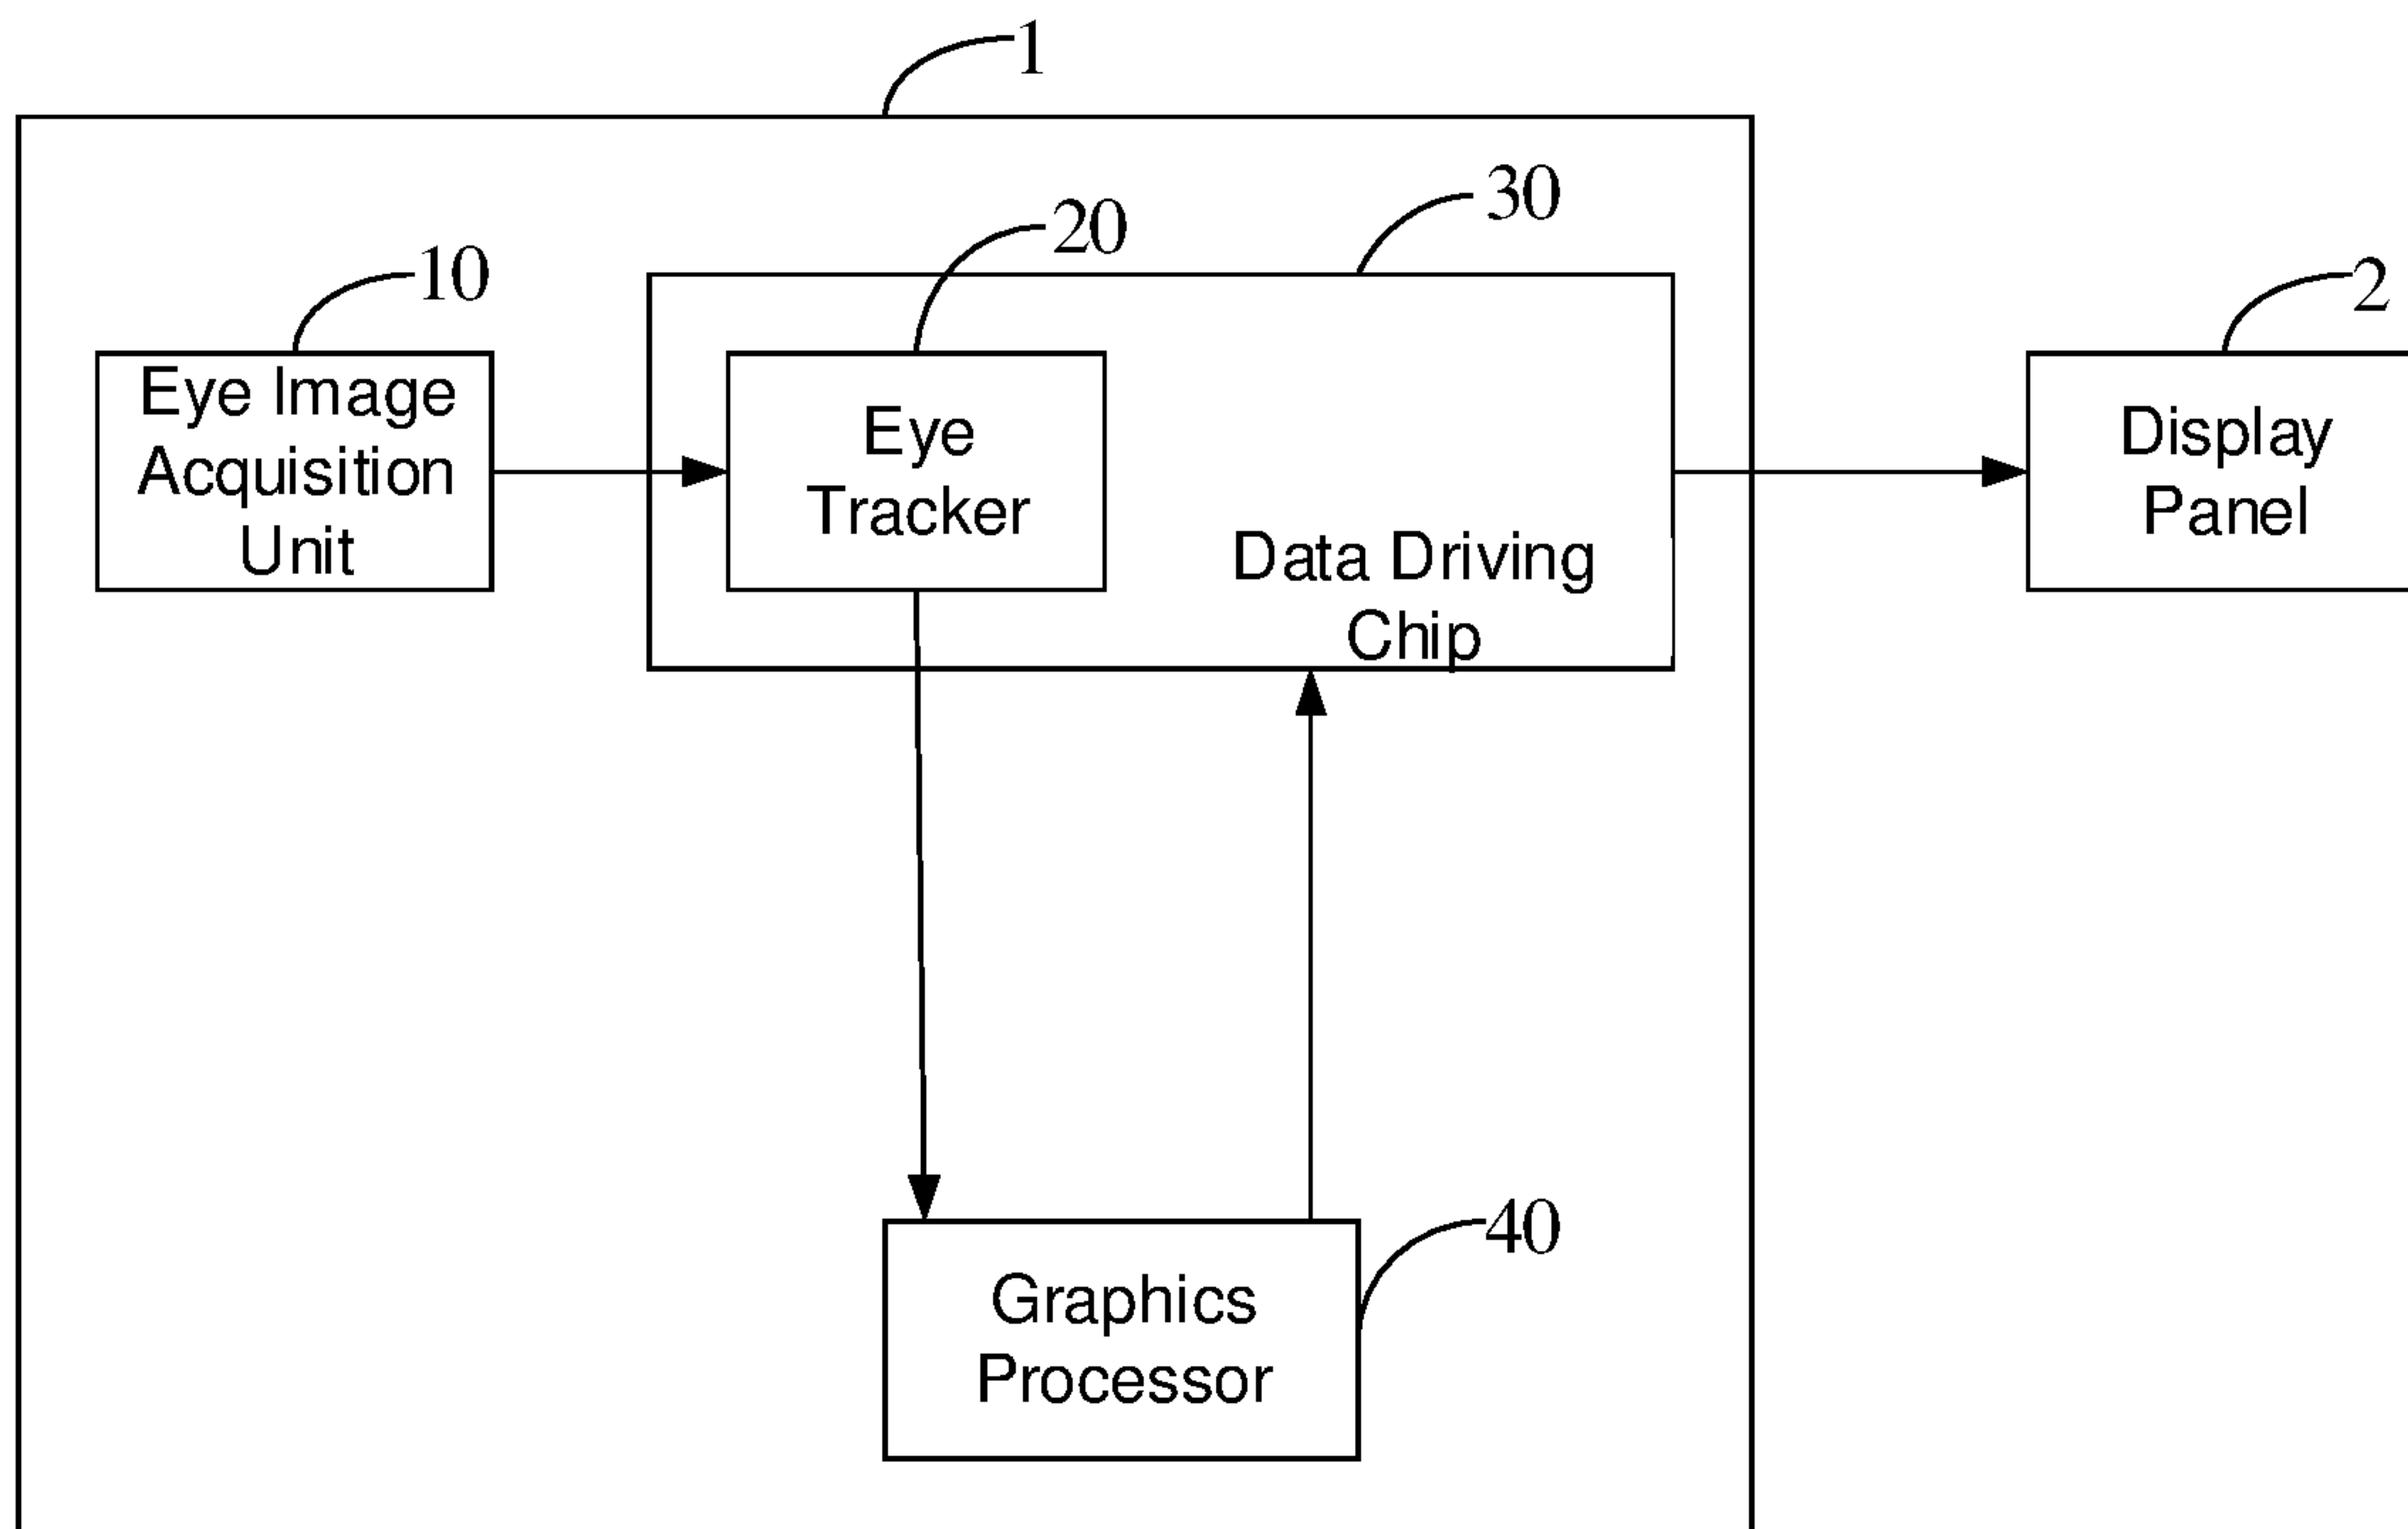 1
30
20
10
2
Eye Image
Acquisition
Unit
Eye
Tracker
Data Driving
Chip
Display
Panel
40
Graphics
Processor